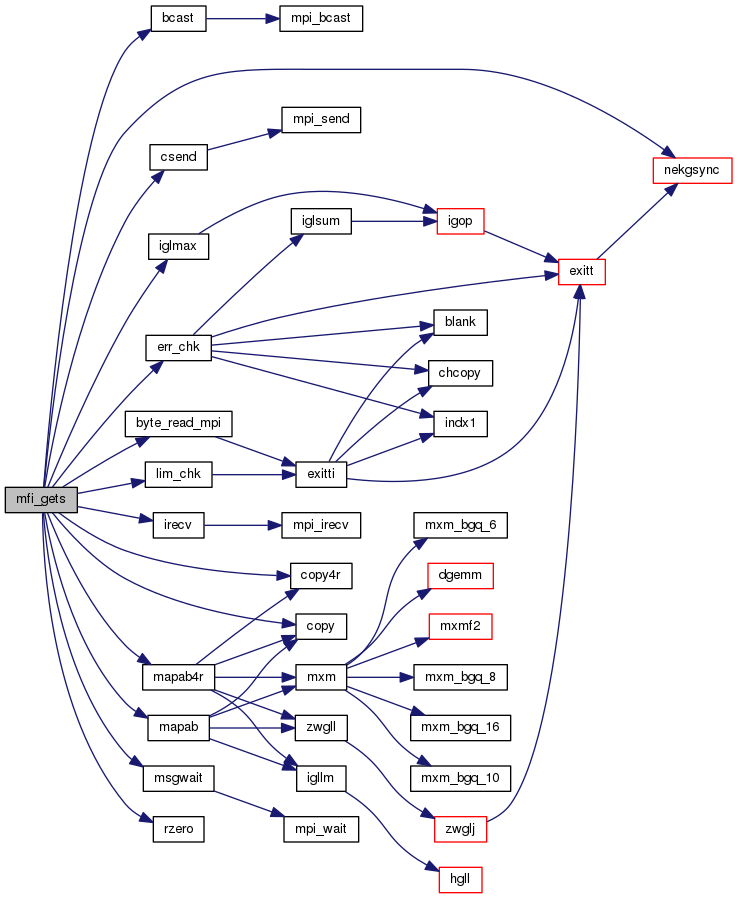 bcast
mpi_bcast
mpi_send
csend
nekgsync
iglsum
igop
iglmax
exitt
blank
err_chk
chcopy
byte_read_mpi
indx1
lim_chk
exitti
mfi_gets
irecv
mpi_irecv
mxm_bgq_6
copy4r
dgemm
copy
mxmf2
mapab4r
mxm
mxm_bgq_8
mapab
zwgll
mxm_bgq_16
msgwait
igllm
mxm_bgq_10
rzero
mpi_wait
zwglj
hgll